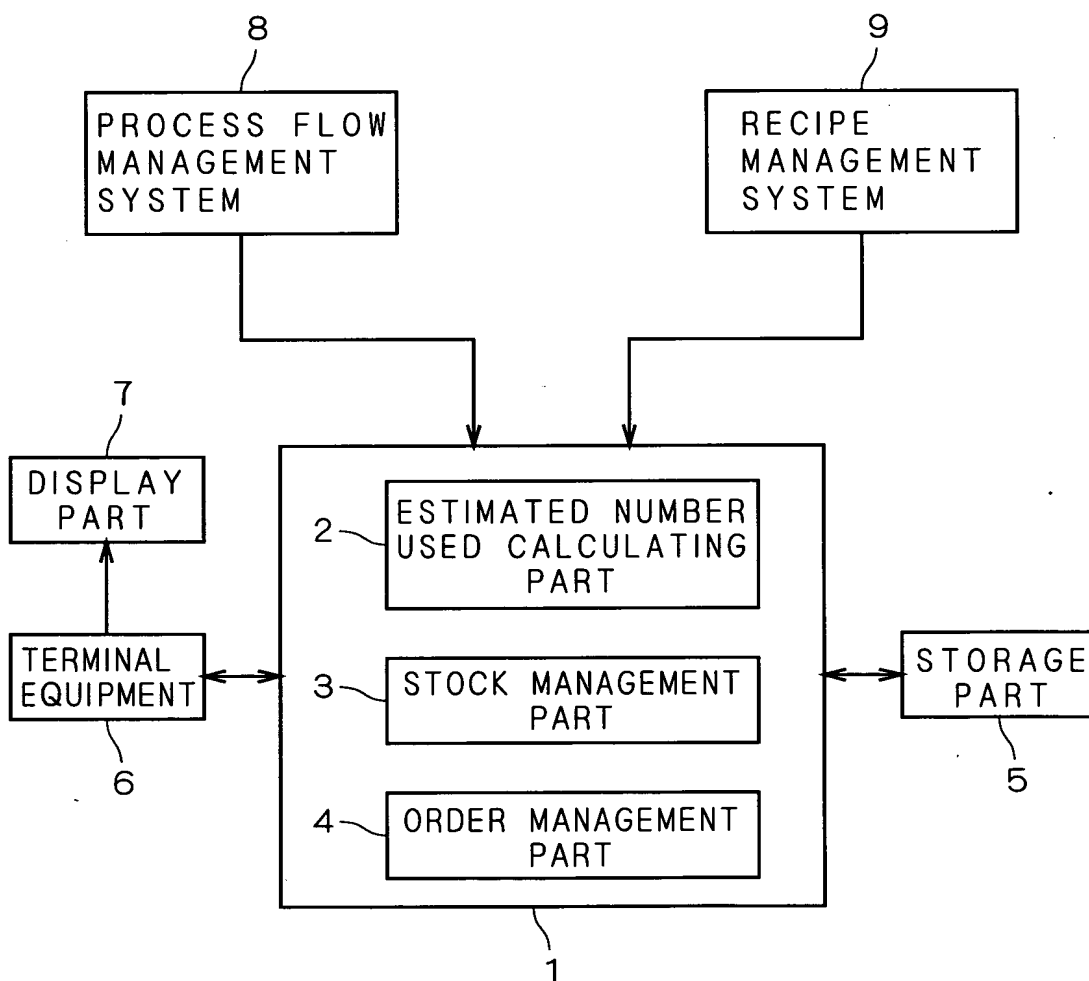 8
9
PROCESS FLOW
MANAGEMENT
SYSTEM
RECIPE
MANAGEMENT
SYSTEM
7
DISPLAY
PART
2
ESTIMATED NUMBER
USED CALCULATING
PART
TERMINAL
EQUIPMENT
6
3
STOCK MANAGEMENT
PART
STORAGE
PART
5
4
ORDER MANAGEMENT
PART
1